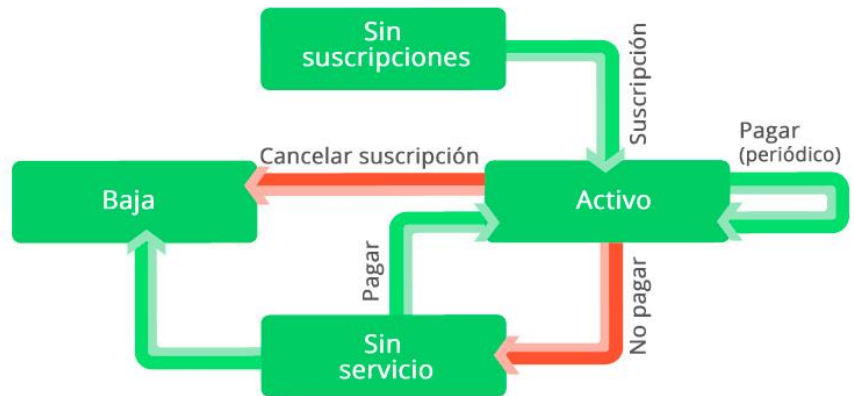 Sin
suscripciones
Suscripción
Pagar
(periódico)
Cancelar suscripción
Baja
Activo
Pagar
No pagar
Sin
servicio